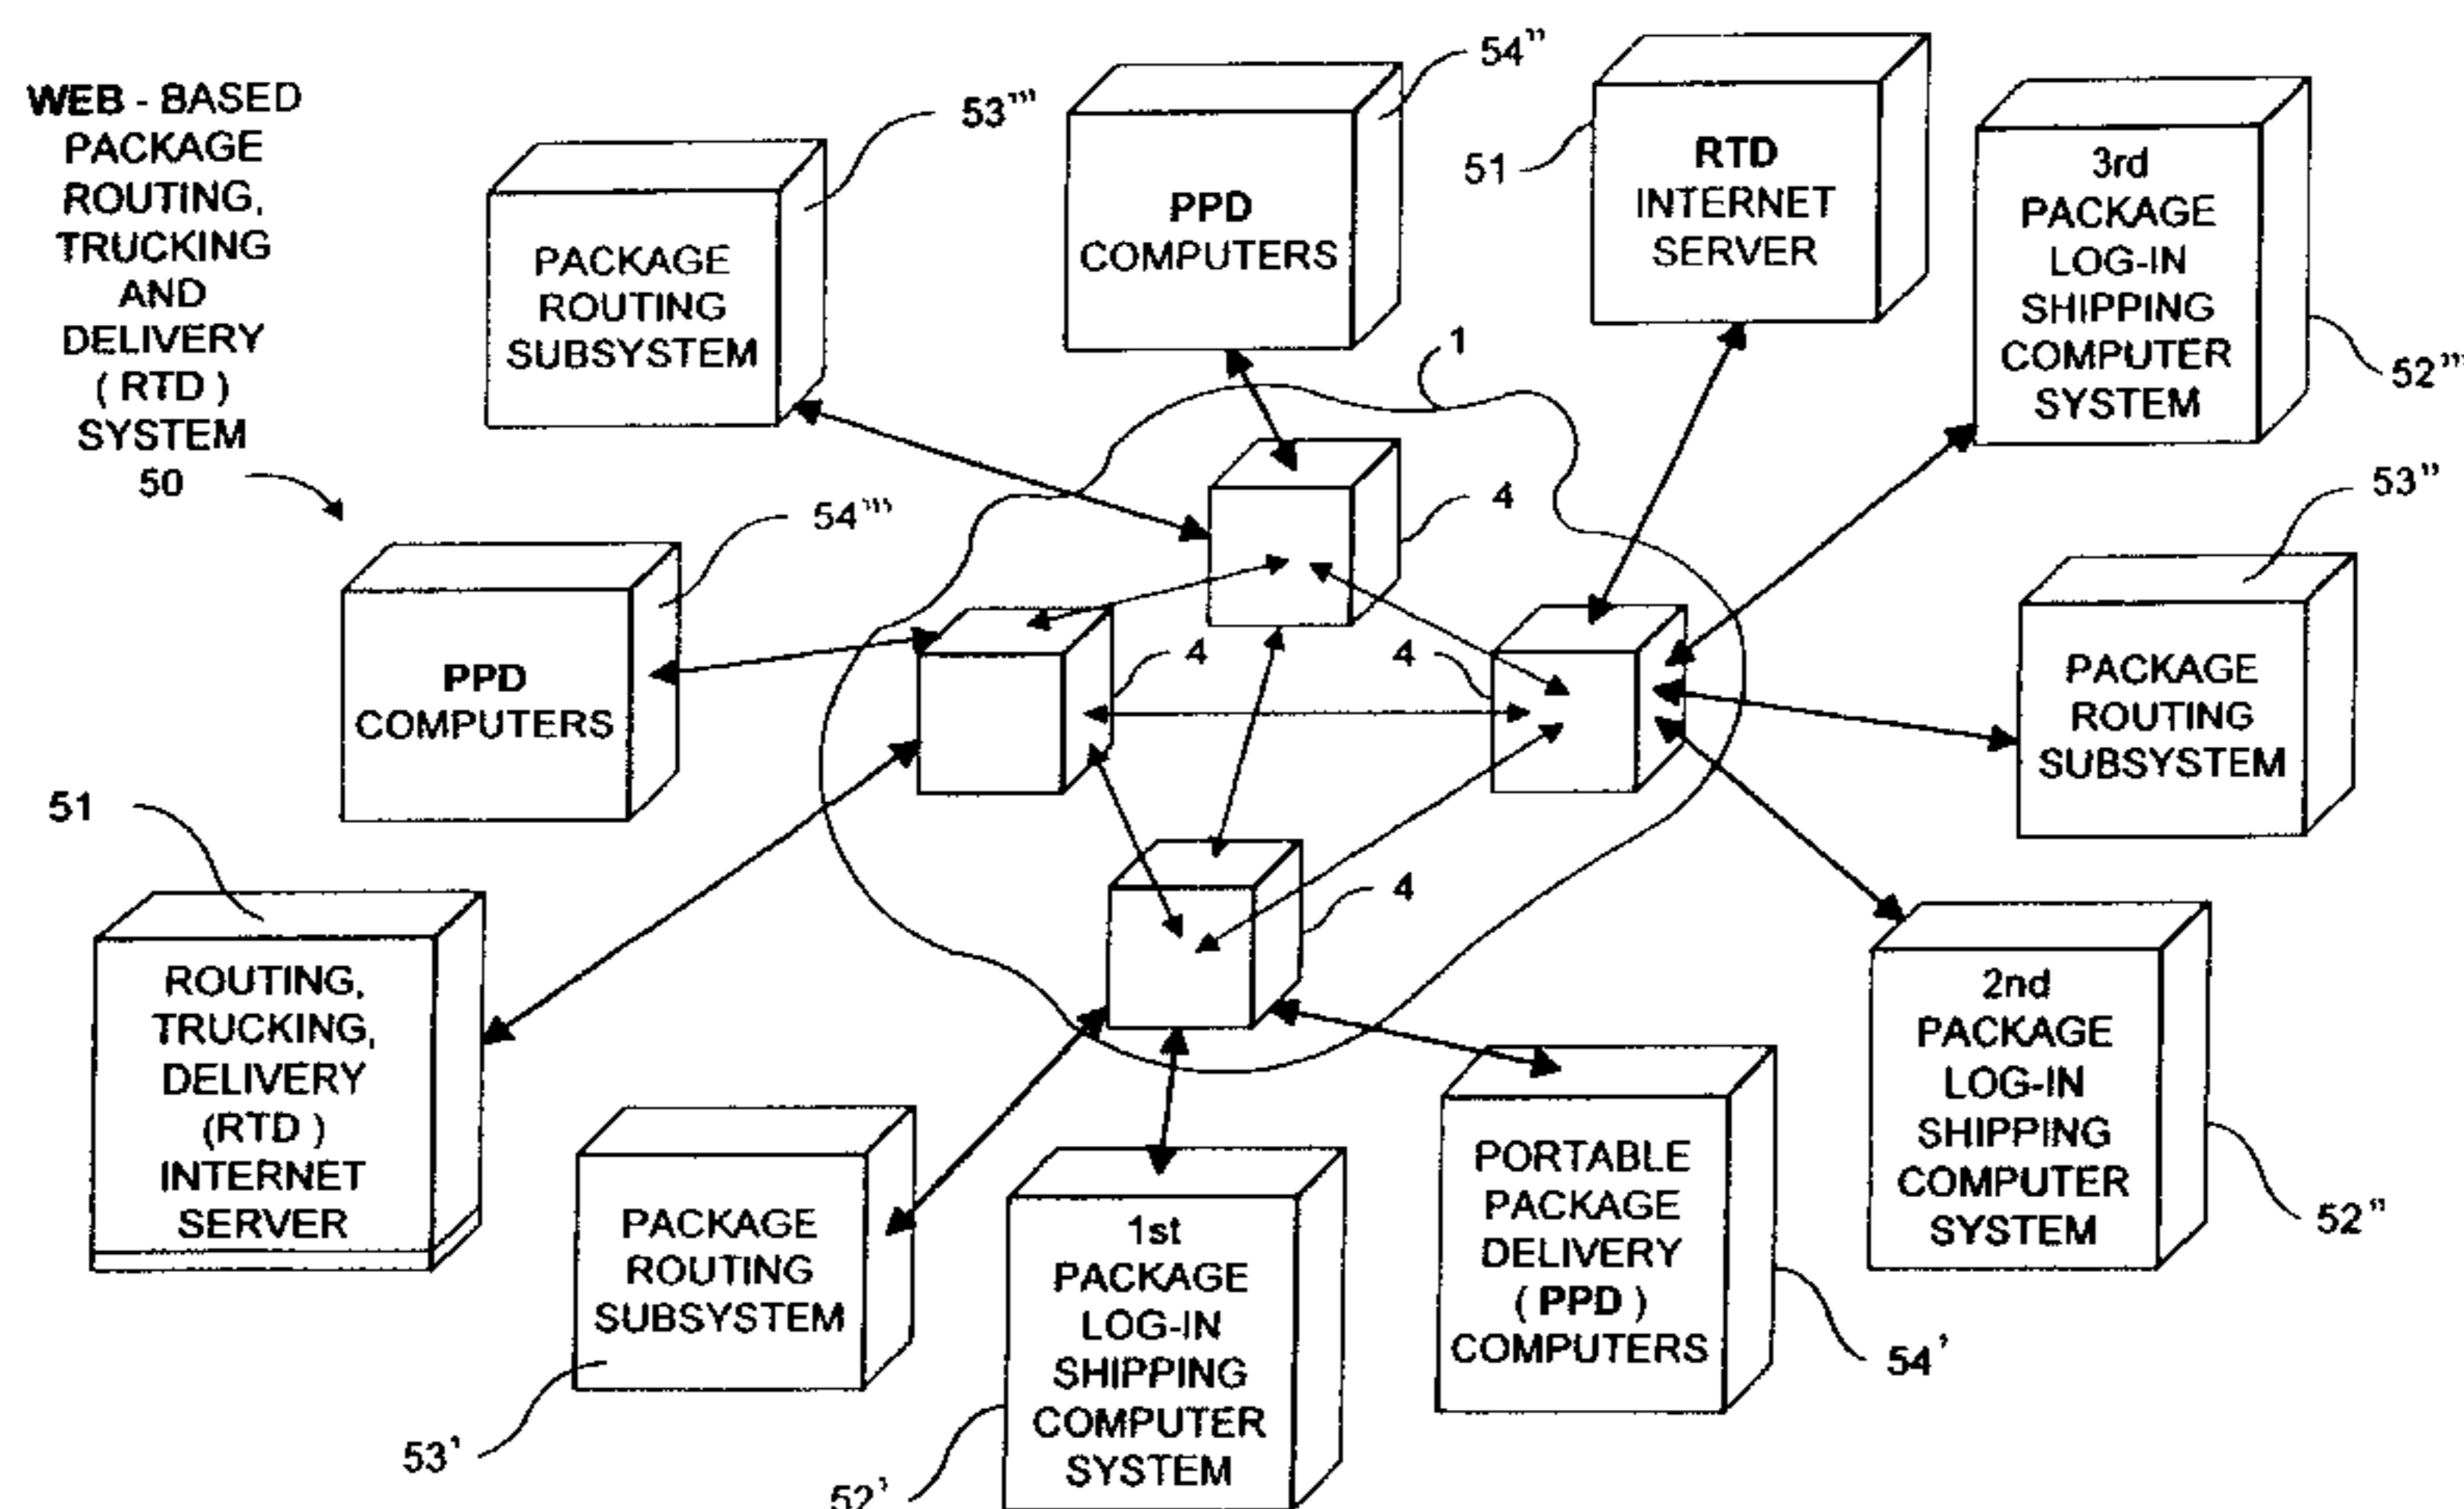 WEB - BASED
PACKAGE
ROUTING,
TRUCKING
AND
DELIVERY
( RTD )
SYSTEM
50
53'''
PACKAGE
ROUTING
SUBSYSTEM
54''
PPD
COMPUTERS
51
RTD
INTERNET
SERVER
3rd
PACKAGE
LOG-IN
SHIPPING
COMPUTER
SYSTEM
52'''
1
4
54'''
PPD
COMPUTERS
4
4
53''
PACKAGE
ROUTING
SUBSYSTEM
51
ROUTING,
TRUCKING,
DELIVERY
(RTD )
INTERNET
SERVER
4
2nd
PACKAGE
LOG-IN
SHIPPING
COMPUTER
SYSTEM
52''
PACKAGE
ROUTING
SUBSYSTEM
53'
1st
PACKAGE
LOG-IN
SHIPPING
COMPUTER
SYSTEM
52'
PORTABLE
PACKAGE
DELIVERY
( PPD )
COMPUTERS
54'